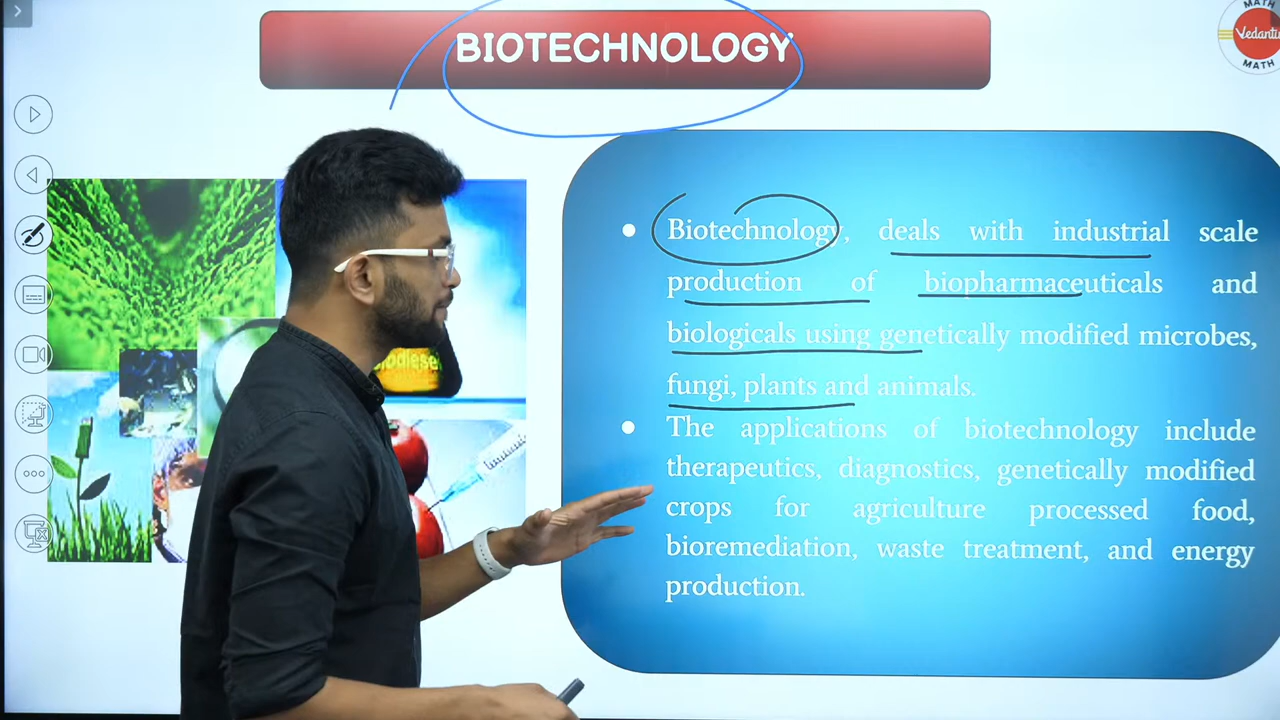 BIOTECHNOLOGY
MATH
Vedantu
MATH
Biotechnology, deals with industrial scale
production of biopharmaceuticals and
biologicals using genetically modified microbes,
fungi, plants and animals.
The applications of biotechnology include
therapeutics, diagnostics, genetically modified
crops for agriculture processed food,
bioremediation, waste treatment, and energy
production.
biodiesel